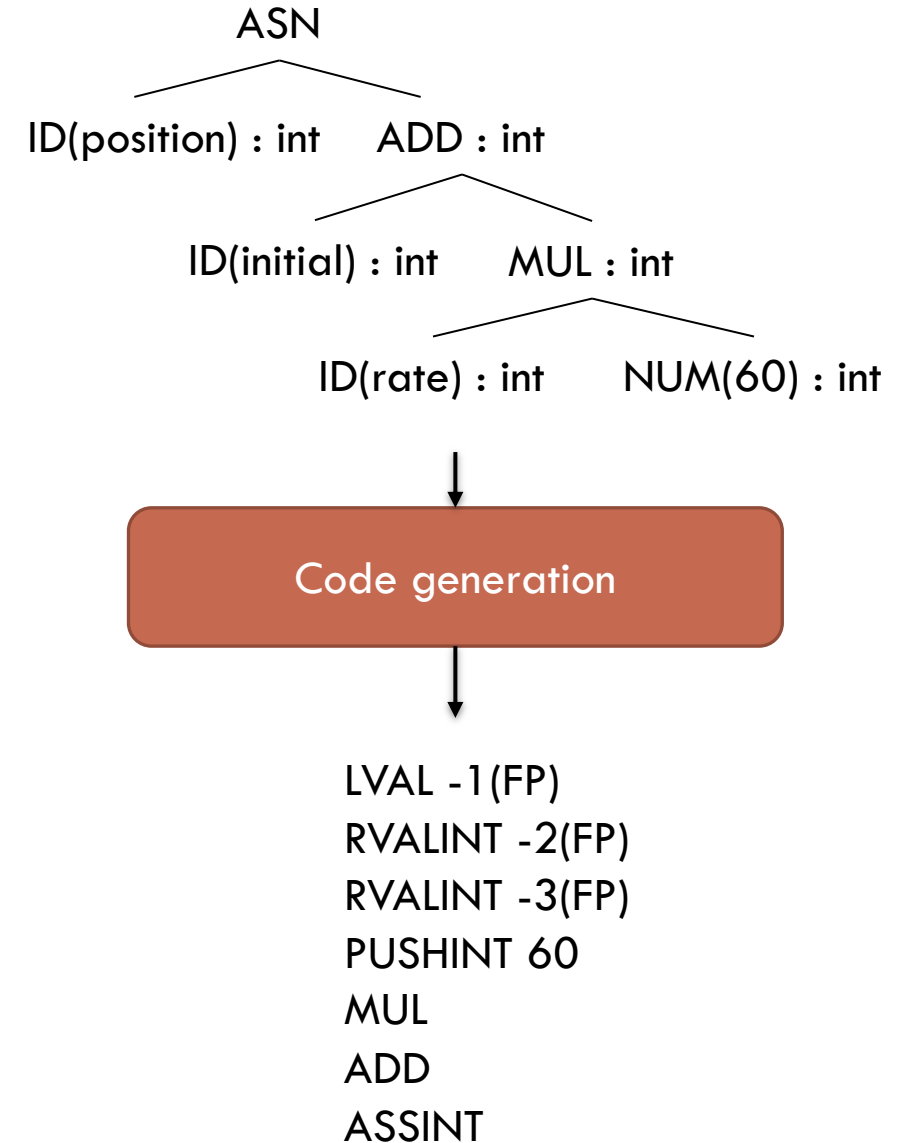 ASN
ID(position) : int ADD : int
ID(initial) : int MUL : int
ID(rate) : int NUM(60) : int
Code generation
LVAL -1(FP)
RVALINT -2(FP)
RVALINT -3(FP)
PUSHINT 60
MUL
ADD
ASSINT